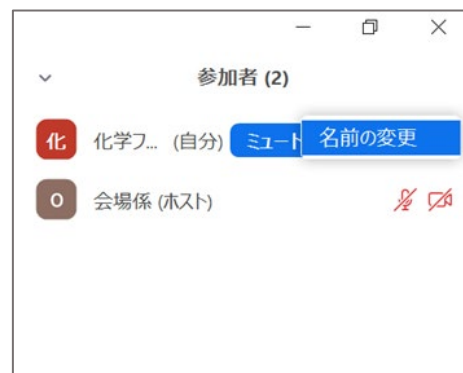 参加者 (2)
化 化学フ... (自分) ミュート 名前の変更
O 会場係 (ホスト)